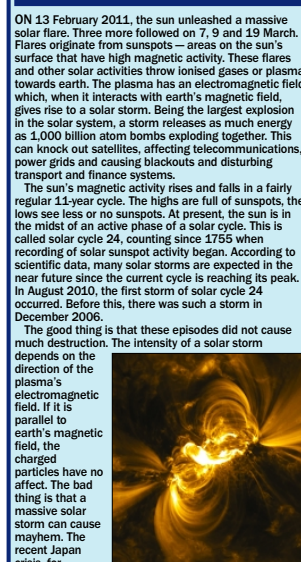 ON 13 February 2011, the sun unleashed a massive
solar flare. Three more followed on 7, 9 and 19 March.
Flares originate from sunspots — areas on the sun's
surface that have high magnetic activity. These flares
and other solar activities throw ionised gases or plasma
towards earth. The plasma has an electromagnetic field
which, when it interacts with earth's magnetic field,
gives rise to a solar storm. Being the largest explosion
in the solar system, a storm releases as much energy
as 1,000 billion atom bombs exploding together. This
can knock out satellites, affecting telecommunications,
power grids and causing blackouts and disturbing
transport and finance systems.
The sun's magnetic activity rises and falls in a fairly
regular 11-year cycle. The highs are full of sunspots, the
lows see less or no sunspots. At present, the sun is in
the midst of an active phase of a solar cycle. This is
called solar cycle 24, counting since 1755 when
recording of solar sunspot activity began. According to
scientific data, many solar storms are expected in the
near future since the current cycle is reaching its peak.
In August 2010, the first storm of solar cycle 24
occurred. Before this, there was such a storm in
December 2006.
The good thing is that these episodes did not cause
much destruction. The intensity of a solar storm
depends on the
direction of the
plasma's
electromagnetic
field. If it is
parallel to
earth's magnetic
field, the
charged
particles have no
affect. The bad
thing is that a
massive solar
storm can cause
mayhem. The
recent Japan
crisis, for